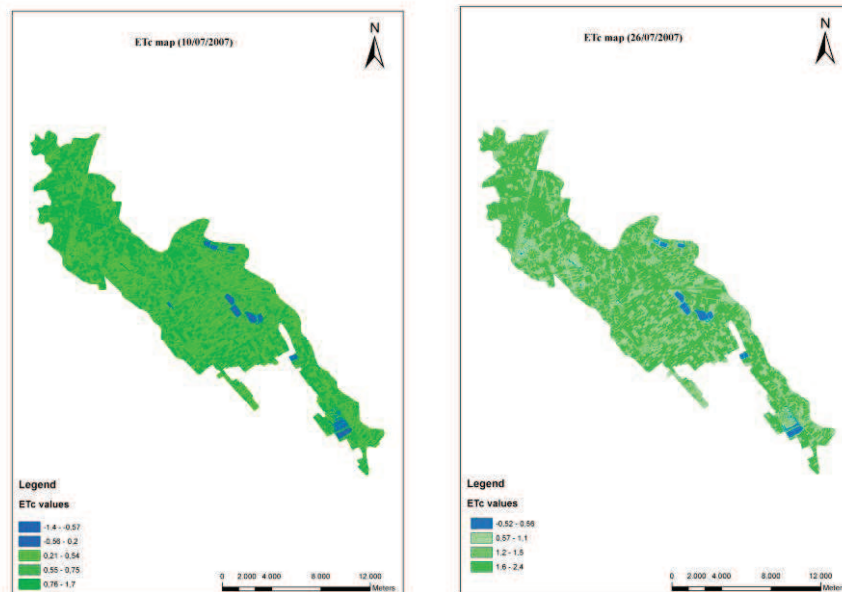 ETc map (10/07/2007)
N
Legend
ETc values
-1.4 - -0.57
-0.56 - 0.2
0,21 - 0,54
0,55 - 0,75
0,76 - 1,7
0 2.000 4.000 8.000 12.000
Meters
ETc map (26/07/2007)
N
Legend
ETc values
-0,52 - 0,56
0,57 - 1,1
1,2 - 1,5
1,6 - 2,4
0 2.000 4.000 8.000 12.000
Meters